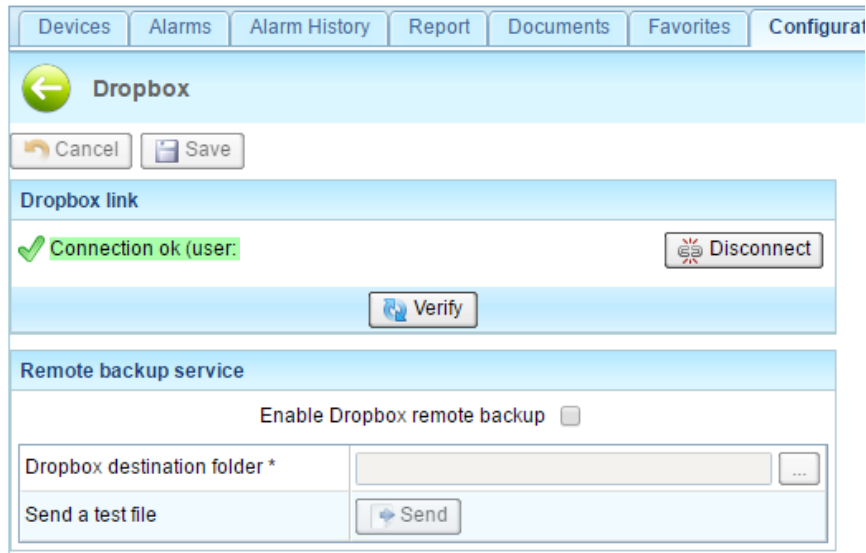 Devices Alarms Alarm History Report Documents Favorites Configurat
Dropbox
Cancel Save
Dropbox link
Connection ok (user: Disconnect
Verify
Remote backup service
Enable Dropbox remote backup
Dropbox destination folder * ...
Send a test file Send